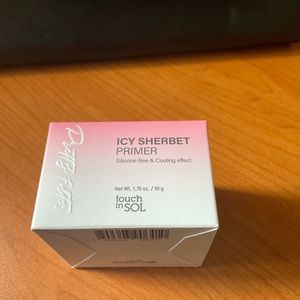 ICY SHERBET
PRIMER
Silicone-free & Cooling effect
Net Wt. 1.76 oz. / 50 g
touch
in SOL